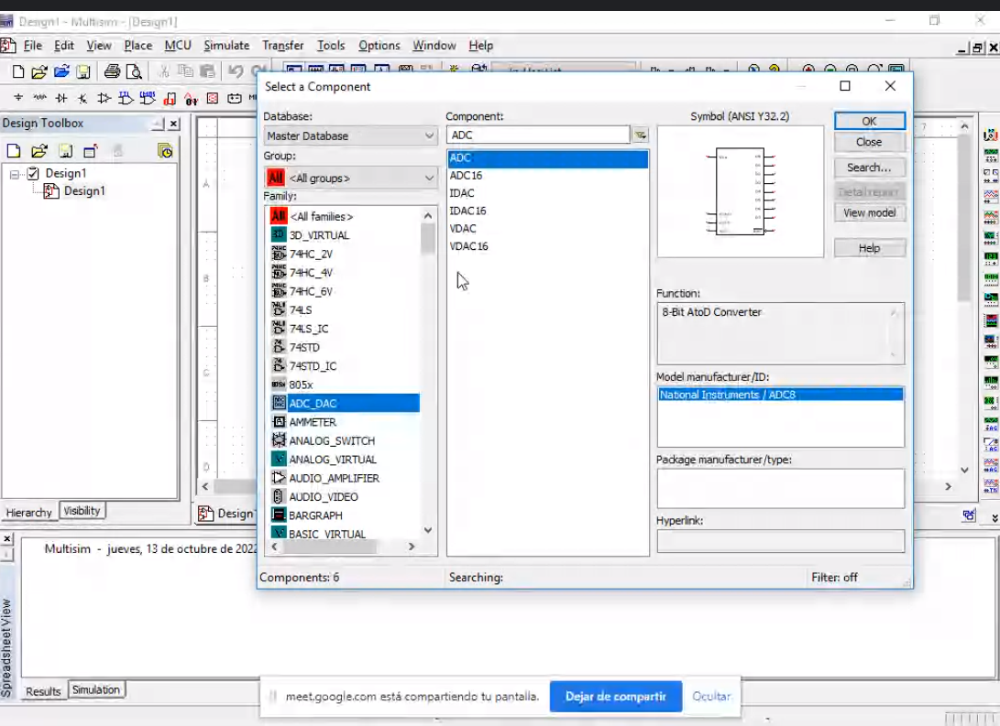 Design1 - Multisim - [Design1]
File Edit View Place MCU Simulate Transfer Tools Options Window Help
Design Toolbox
Design1
Design1
Hierarchy Visibility
A
B
C
D
7
Design1
Select a Component
Database:
Master Database
Group:
All <All groups>
Family:
All <All families>
3D_VIRTUAL
74HC_2V
74HC_4V
74HC_6V
74LS
74LS_IC
74STD
74STD_IC
805x
ADC_DAC
AMMETER
ANALOG_SWITCH
ANALOG_VIRTUAL
AUDIO_AMPLIFIER
AUDIO_VIDEO
BARGRAPH
BASIC_VIRTUAL
Component:
ADC
ADC
ADC16
IDAC
IDAC16
VDAC
VDAC16
Symbol (ANSI Y32.2)
OK
Close
Search...
Detail report
View model
Help
Function:
8-Bit AtoD Converter
Model manufacturer/ID:
National Instruments / ADC8
Package manufacturer/type:
Hyperlink:
Components: 6 Searching: Filter: off
Multisim - jueves, 13 de octubre de 2022
Spreadsheet View
Results Simulation
meet.google.com está compartiendo tu pantalla. Dejar de compartir Ocultar